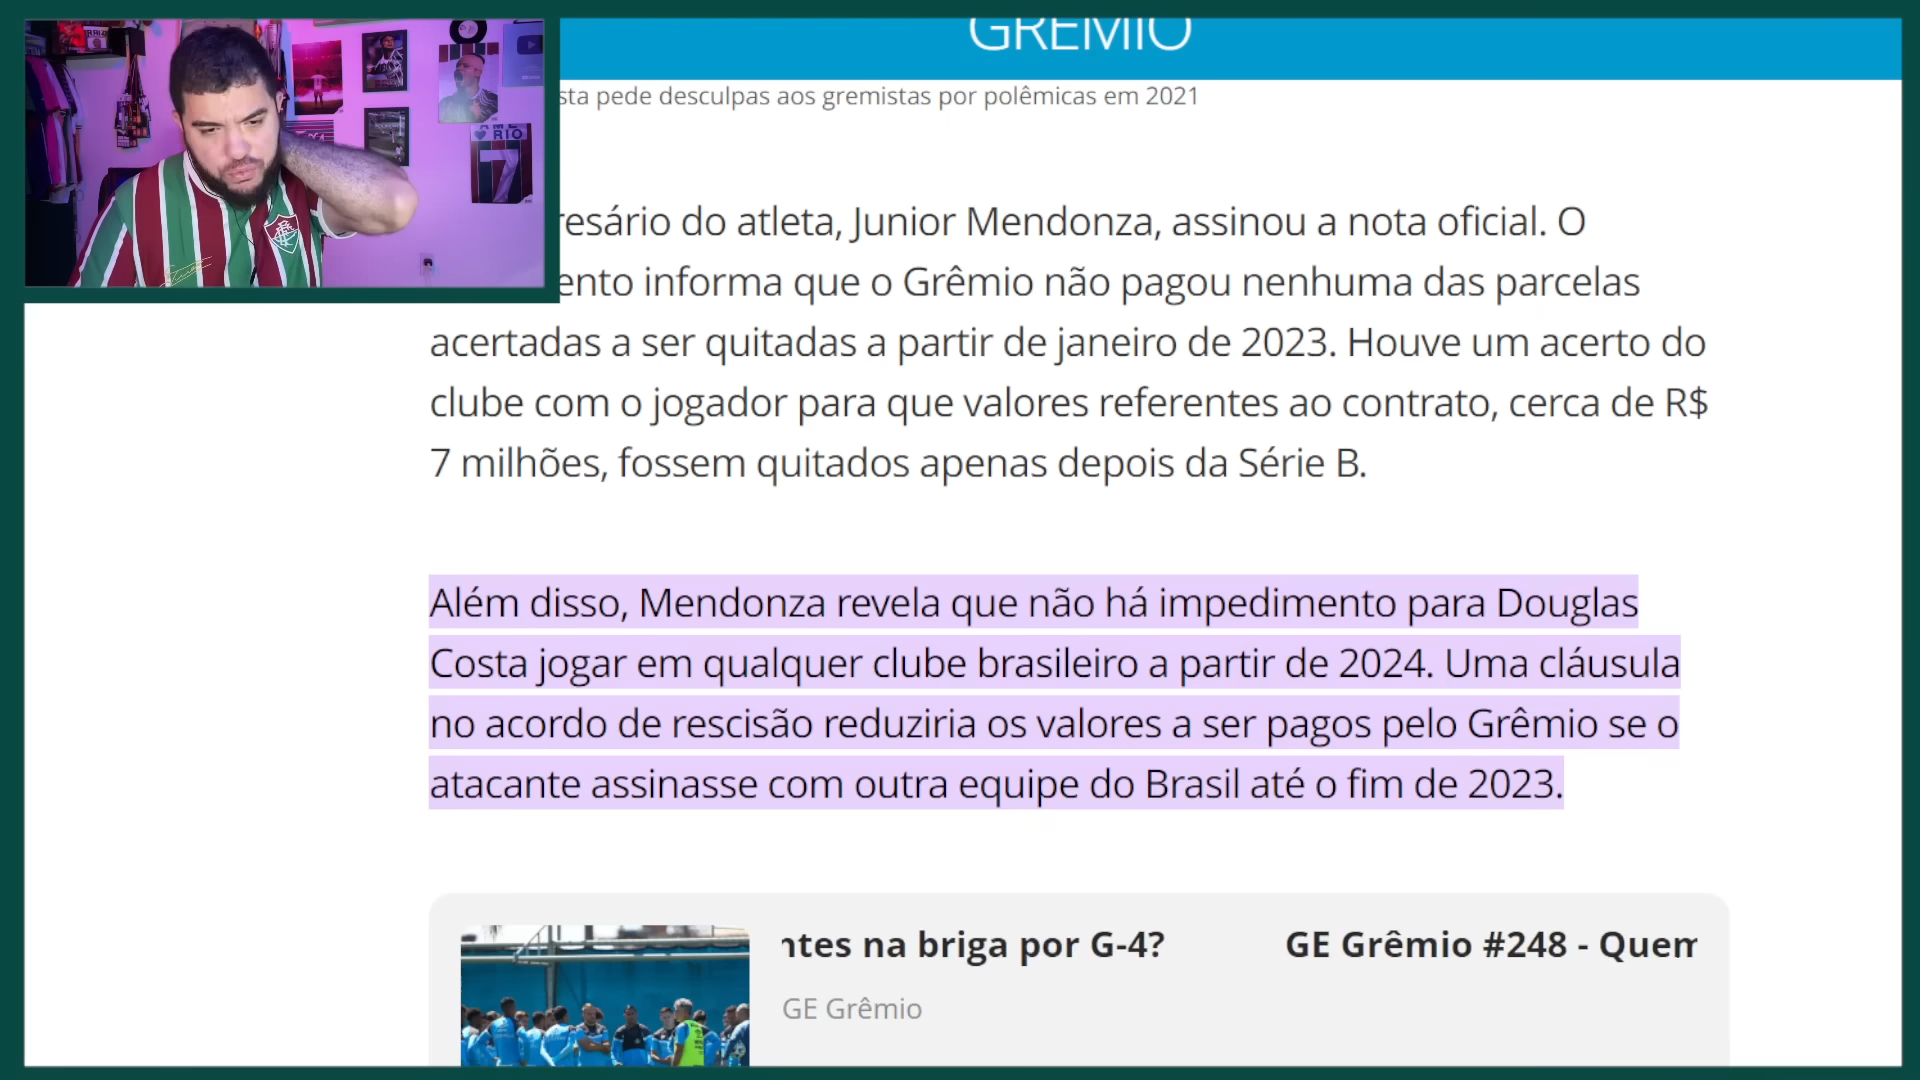 GRÊMIO
sta pede desculpas aos gremistas por polêmicas em 2021
resário do atleta, Junior Mendonza, assinou a nota oficial. O
ento informa que o Grêmio não pagou nenhuma das parcelas
acertadas a ser quitadas a partir de janeiro de 2023. Houve um acerto do
clube com o jogador para que valores referentes ao contrato, cerca de R$
7 milhões, fossem quitados apenas depois da Série B.
Além disso, Mendonza revela que não há impedimento para Douglas
Costa jogar em qualquer clube brasileiro a partir de 2024. Uma cláusula
no acordo de rescisão reduziria os valores a ser pagos pelo Grêmio se o
atacante assinasse com outra equipe do Brasil até o fim de 2023.
ntes na briga por G-4?
GE Grêmio #248 - Quem
GE Grêmio
RIO
7